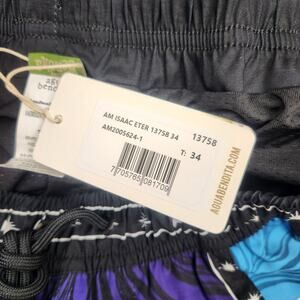 AM ISAAC ETER 13758 34
13758
AM2005624-1
T: 34
7705765081709
AGUABENDITA.COM
agua
bendita